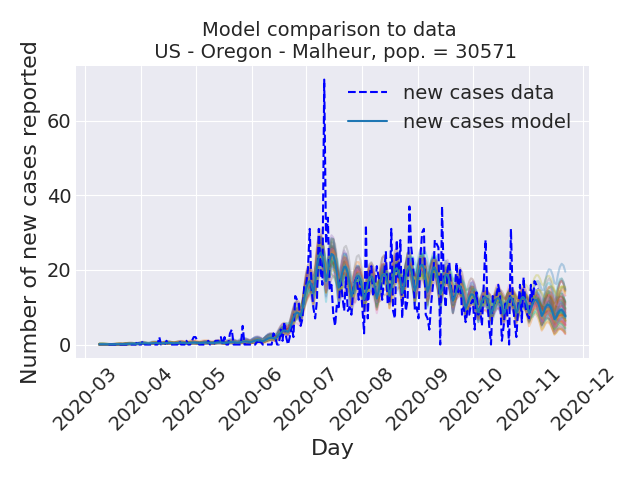 Model comparison to data
US - Oregon - Malheur, pop. = 30571
Number of new cases reported
new cases data
new cases model
60
40
20
0
2020-03
2020-04
2020-05
2020-06
2020-07
2020-08
2020-09
2020-10
2020-11
2020-12
Day